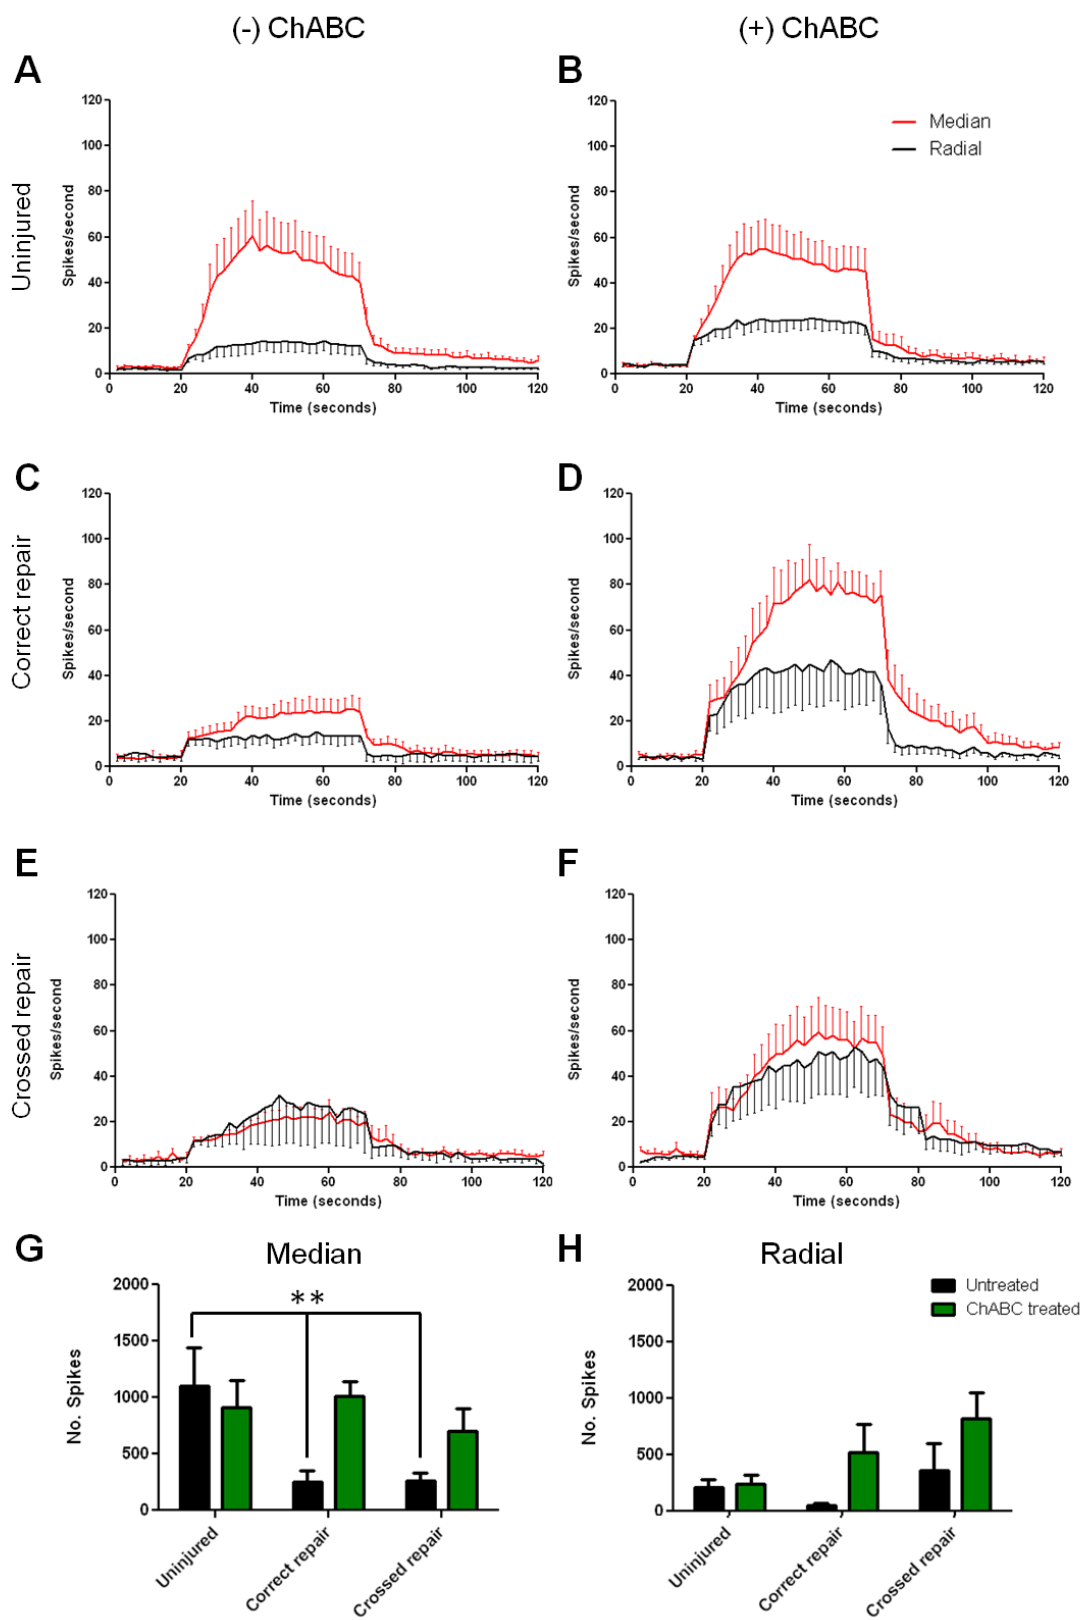 (-) ChABC
(+) ChABC
A
B
120
100
80
60
40
20
0
0 20 40 60 80 100 120
Spikes/second
Time (seconds)
Uninjured
120
100
80
60
40
20
0
0 20 40 60 80 100 120
Spikes/second
Time (seconds)
Median
Radial
C
D
120
100
80
60
40
20
0
0 20 40 60 80 100 120
Spikes/second
Time (seconds)
Correct repair
120
100
80
60
40
20
0
0 20 40 60 80 100 120
Spikes/second
Time (seconds)
E
F
120
100
80
60
40
20
0
0 20 40 60 80 100 120
Spikes/second
Time (seconds)
Crossed repair
120
100
80
60
40
20
0
0 20 40 60 80 100 120
Spikes/second
Time (seconds)
G
Median
2000
1500
1000
500
0
No. Spikes
**
Uninjured
Correct repair
Crossed repair
H
Radial
2000
1500
1000
500
0
No. Spikes
Untreated
ChABC treated
Uninjured
Correct repair
Crossed repair